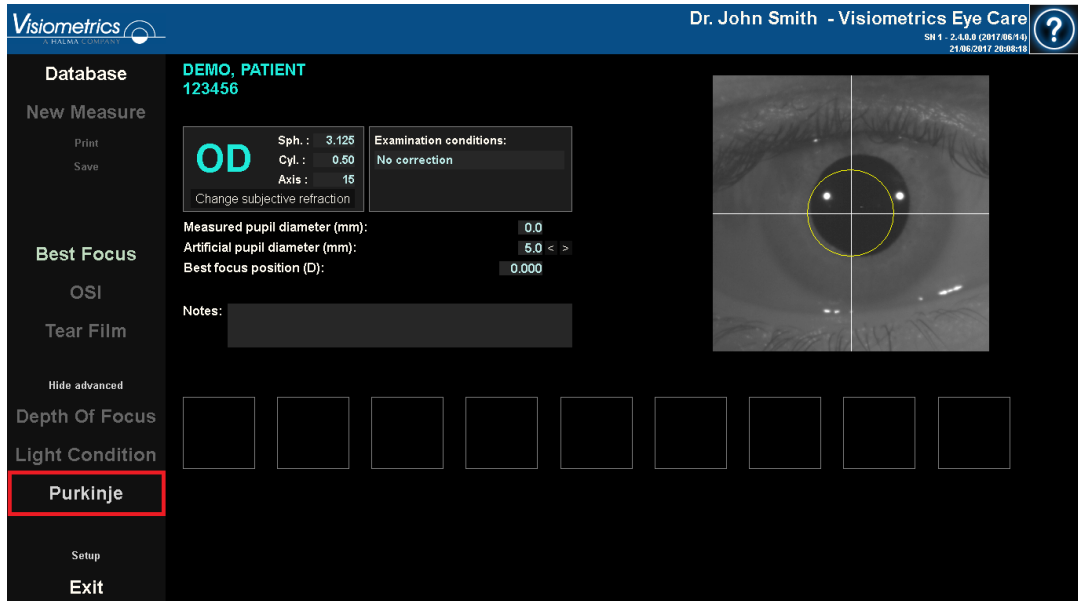 Visiometrics
A HALMA COMPANY
Dr. John Smith - Visiometrics Eye Care
SN 1 - 2.4.0.0 (2017/06/14)
21/06/2017 20:08:18
?
Database
New Measure
Print
Save
Best Focus
OSI
Tear Film
Hide advanced
Depth Of Focus
Light Condition
Purkinje
Setup
Exit
DEMO, PATIENT
123456
OD
Sph. : 3.125
Cyl. : 0.50
Axis : 15
Change subjective refraction
Examination conditions:
No correction
Measured pupil diameter (mm): 0.0
Artificial pupil diameter (mm): 5.0 < >
Best focus position (D): 0.000
Notes: